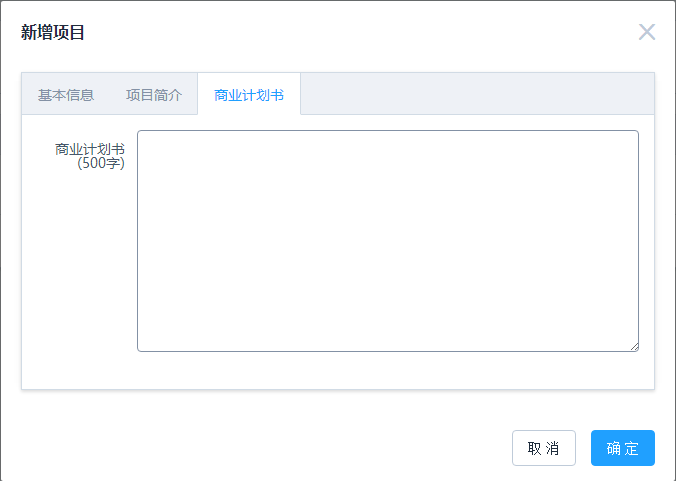 新增项目
基本信息 项目简介 商业计划书
商业计划书
(500字)
取 消 确 定